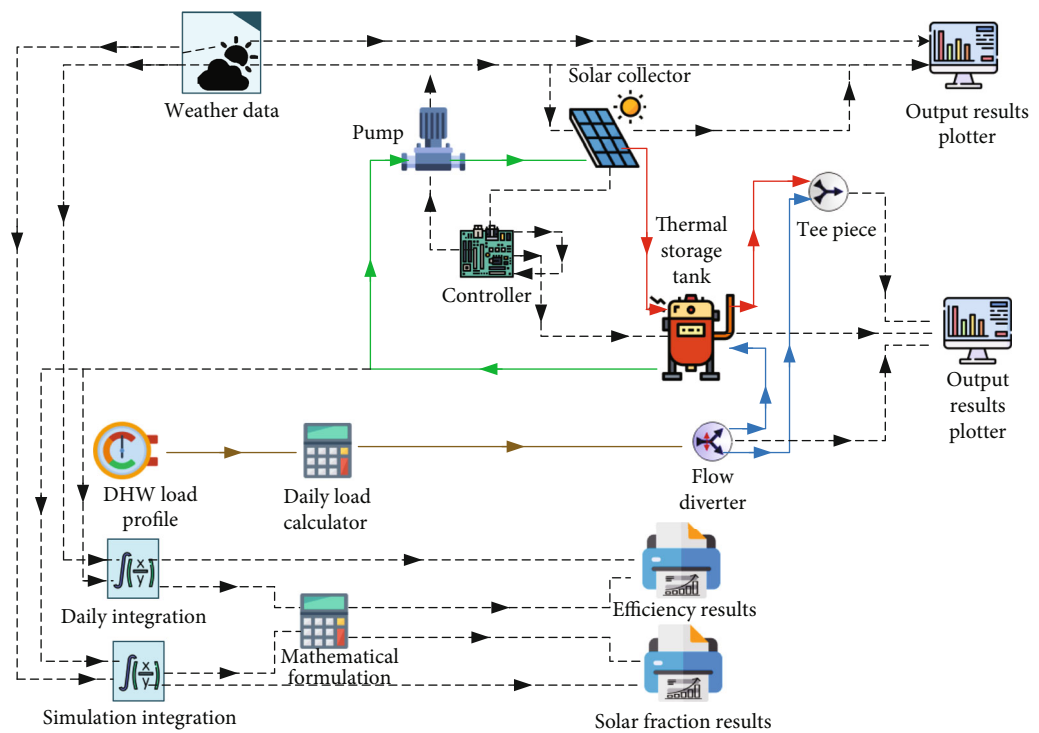 Weather data
Solar collector
Output results
plotter
Pump
Thermal
storage
tank
Tee piece
Controller
Output
results
plotter
DHW load
profile
Daily load
calculator
Flow
diverter
∫(x/y)
Daily integration
Efficiency results
Mathematical
formulation
∫(x/y)
Simulation integration
Solar fraction results